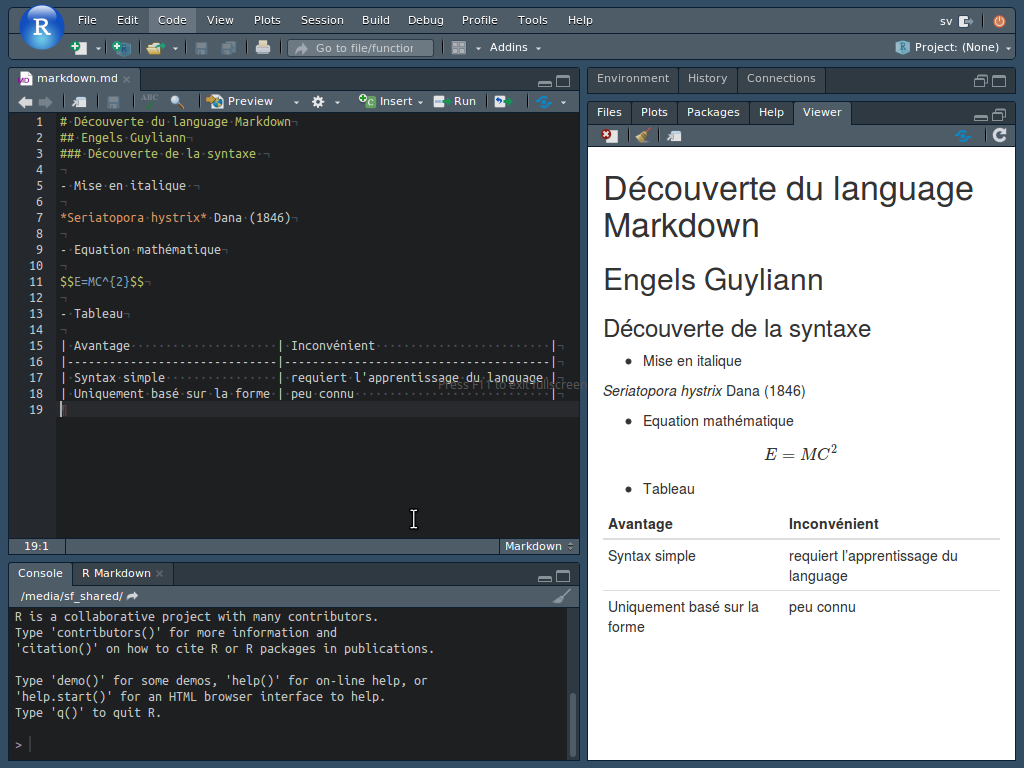 File Edit Code View Plots Session Build Debug Profile Tools Help
sv
Go to file/function
Addins
Project: (None)
markdown.md
ABC Preview Insert Run
1 # Découverte du language Markdown
2 ## Engels Guyliann
3 ### Découverte de la syntaxe
4
5 - Mise en italique
6
7 *Seriatopora hystrix* Dana (1846)
8
9 - Equation mathématique
10
11 $$E=MC^{2}$$
12
13 - Tableau
14
15 | Avantage | Inconvénient |
16 |---------------------------|---------------------------------|
17 | Syntax simple | requiert l'apprentissage du language |
18 | Uniquement basé sur la forme | peu connu |
19
Press F11 to exit fullscreen
19:1 Markdown
Console R Markdown
/media/sf_shared/
R is a collaborative project with many contributors.
Type 'contributors()' for more information and
'citation()' on how to cite R or R packages in publications.
Type 'demo()' for some demos, 'help()' for on-line help, or
'help.start()' for an HTML browser interface to help.
Type 'q()' to quit R.
>
Environment History Connections
Files Plots Packages Help Viewer
Découverte du language
Markdown
Engels Guyliann
Découverte de la syntaxe
• Mise en italique
Seriatopora hystrix Dana (1846)
• Equation mathématique
E = MC²
• Tableau
Avantage Inconvénient
Syntax simple requiert l'apprentissage du
language
Uniquement basé sur la peu connu
forme